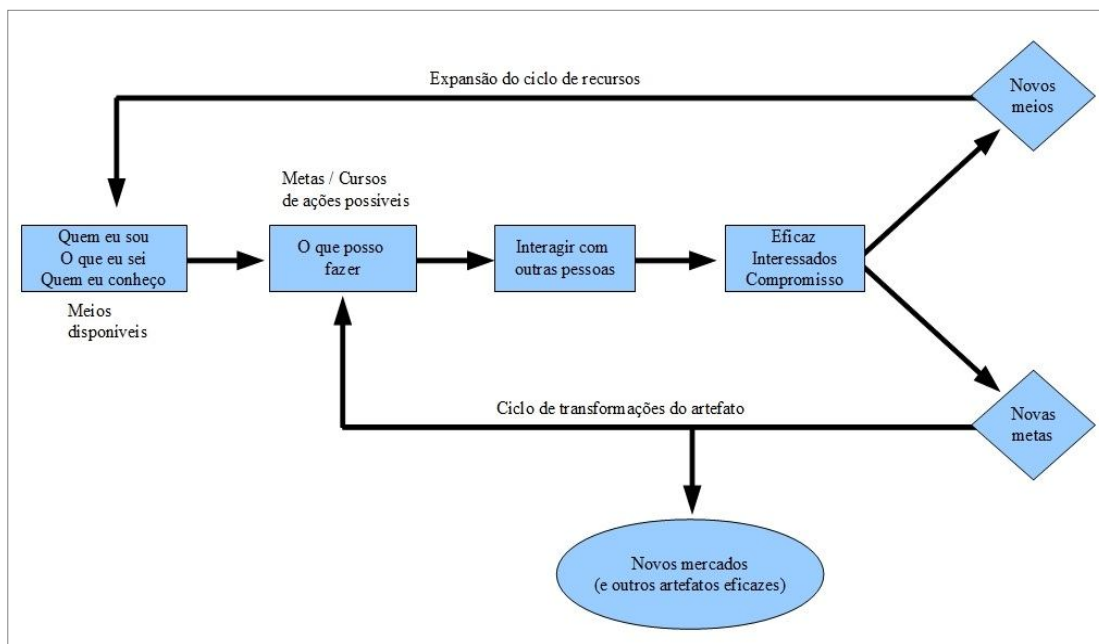 Expansão do ciclo de recursos
Novos
meios
Metas / Cursos
de ações possiveis
Quem eu sou
O que eu sei
Quem eu conheço
O que posso
fazer
Interagir com
outras pessoas
Eficaz
Interessados
Compromisso
Meios
disponiveis
Ciclo de transformações do artefato
Novas
metas
Novos mercados
(e outros artefatos eficazes)